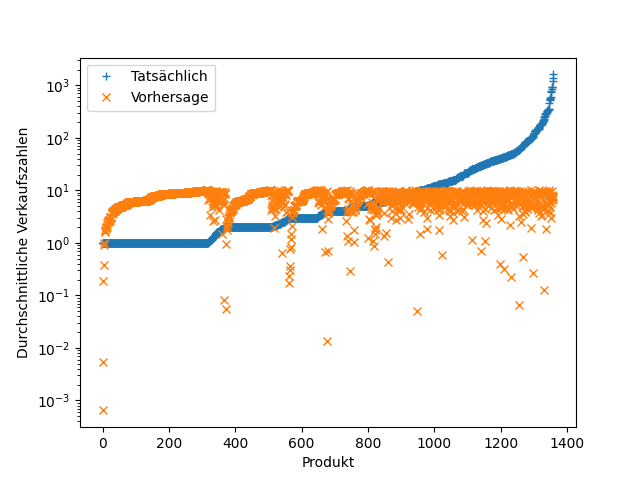 Tatsächlich
Vorhersage
Durchschnittliche Verkaufszahlen
10³
10²
10¹
10⁰
10⁻¹
10⁻²
10⁻³
0 200 400 600 800 1000 1200 1400
Produkt